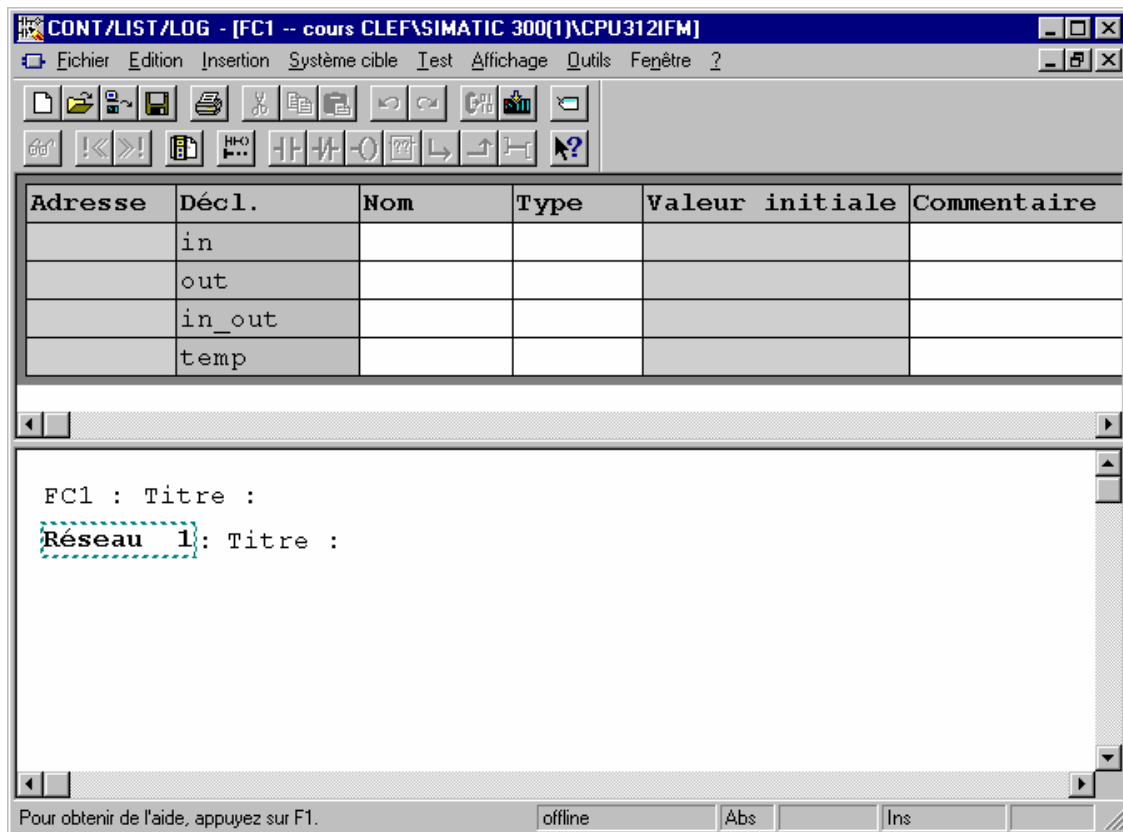 CONT/LIST/LOG - [FC1 -- cours CLEF\SIMATIC 300(1)\CPU312IFM]
Fichier Edition Insertion Système cible Test Affichage Outils Fenêtre ?
Adresse Décl. Nom Type Valeur initiale Commentaire
in
out
in_out
temp
FC1 : Titre :
Réseau 1: Titre :
Pour obtenir de l'aide, appuyez sur F1. offline Abs Ins